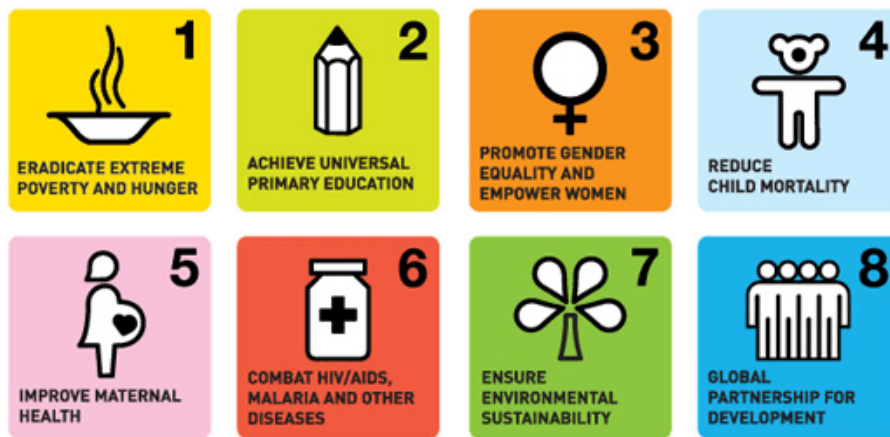 1
ERADICATE EXTREME
POVERTY AND HUNGER
2
ACHIEVE UNIVERSAL
PRIMARY EDUCATION
3
PROMOTE GENDER
EQUALITY AND
EMPOWER WOMEN
4
REDUCE
CHILD MORTALITY
5
IMPROVE MATERNAL
HEALTH
6
COMBAT HIV/AIDS,
MALARIA AND OTHER
DISEASES
7
ENSURE
ENVIRONMENTAL
SUSTAINABILITY
8
GLOBAL
PARTNERSHIP FOR
DEVELOPMENT